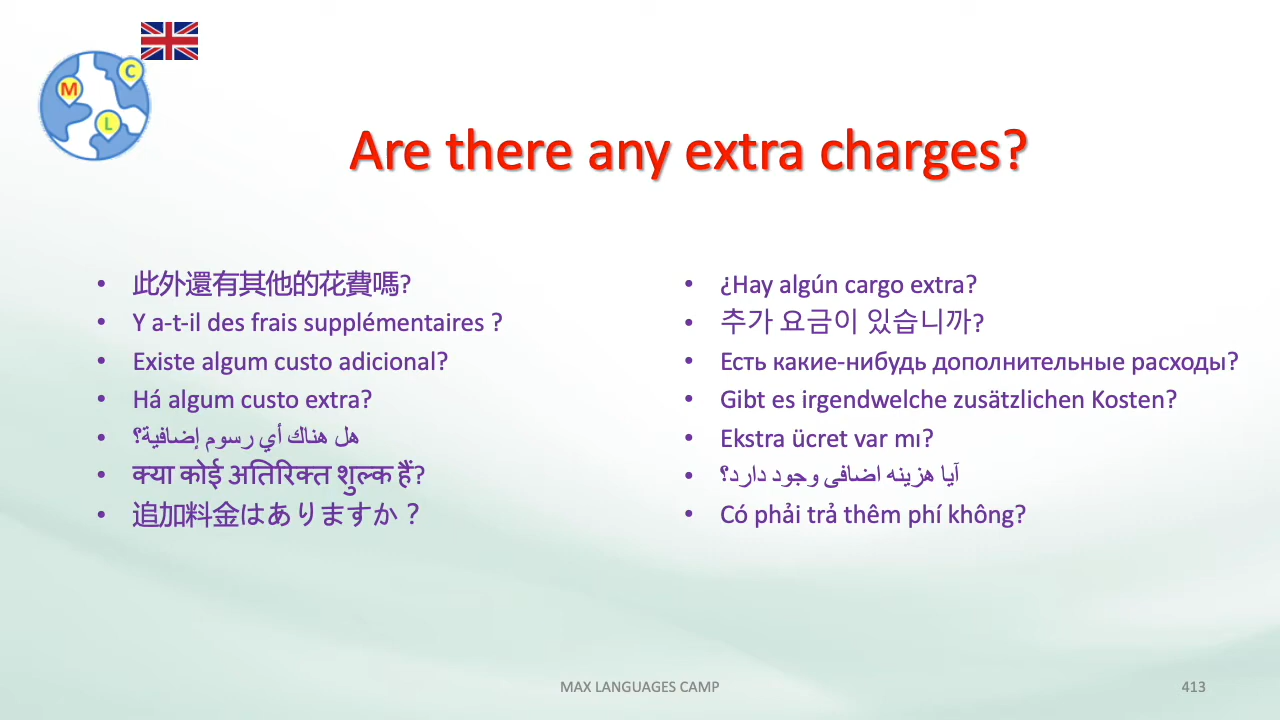 M
C
L
Are there any extra charges?
• 此外還有其他的花費嗎?
• Y a-t-il des frais supplémentaires ?
• Existe algum custo adicional?
• Há algum custo extra?
• هل هناك أي رسوم إضافية؟
• क्या कोई अतिरिक्त शुल्क हैं?
• 追加料金はありますか？
• ¿Hay algún cargo extra?
• 추가 요금이 있습니까?
• Есть какие-нибудь дополнительные расходы?
• Gibt es irgendwelche zusätzlichen Kosten?
• Ekstra ücret var mı?
• آیا هزینه اضافی وجود دارد؟
• Có phải trả thêm phí không?
MAX LANGUAGES CAMP
413